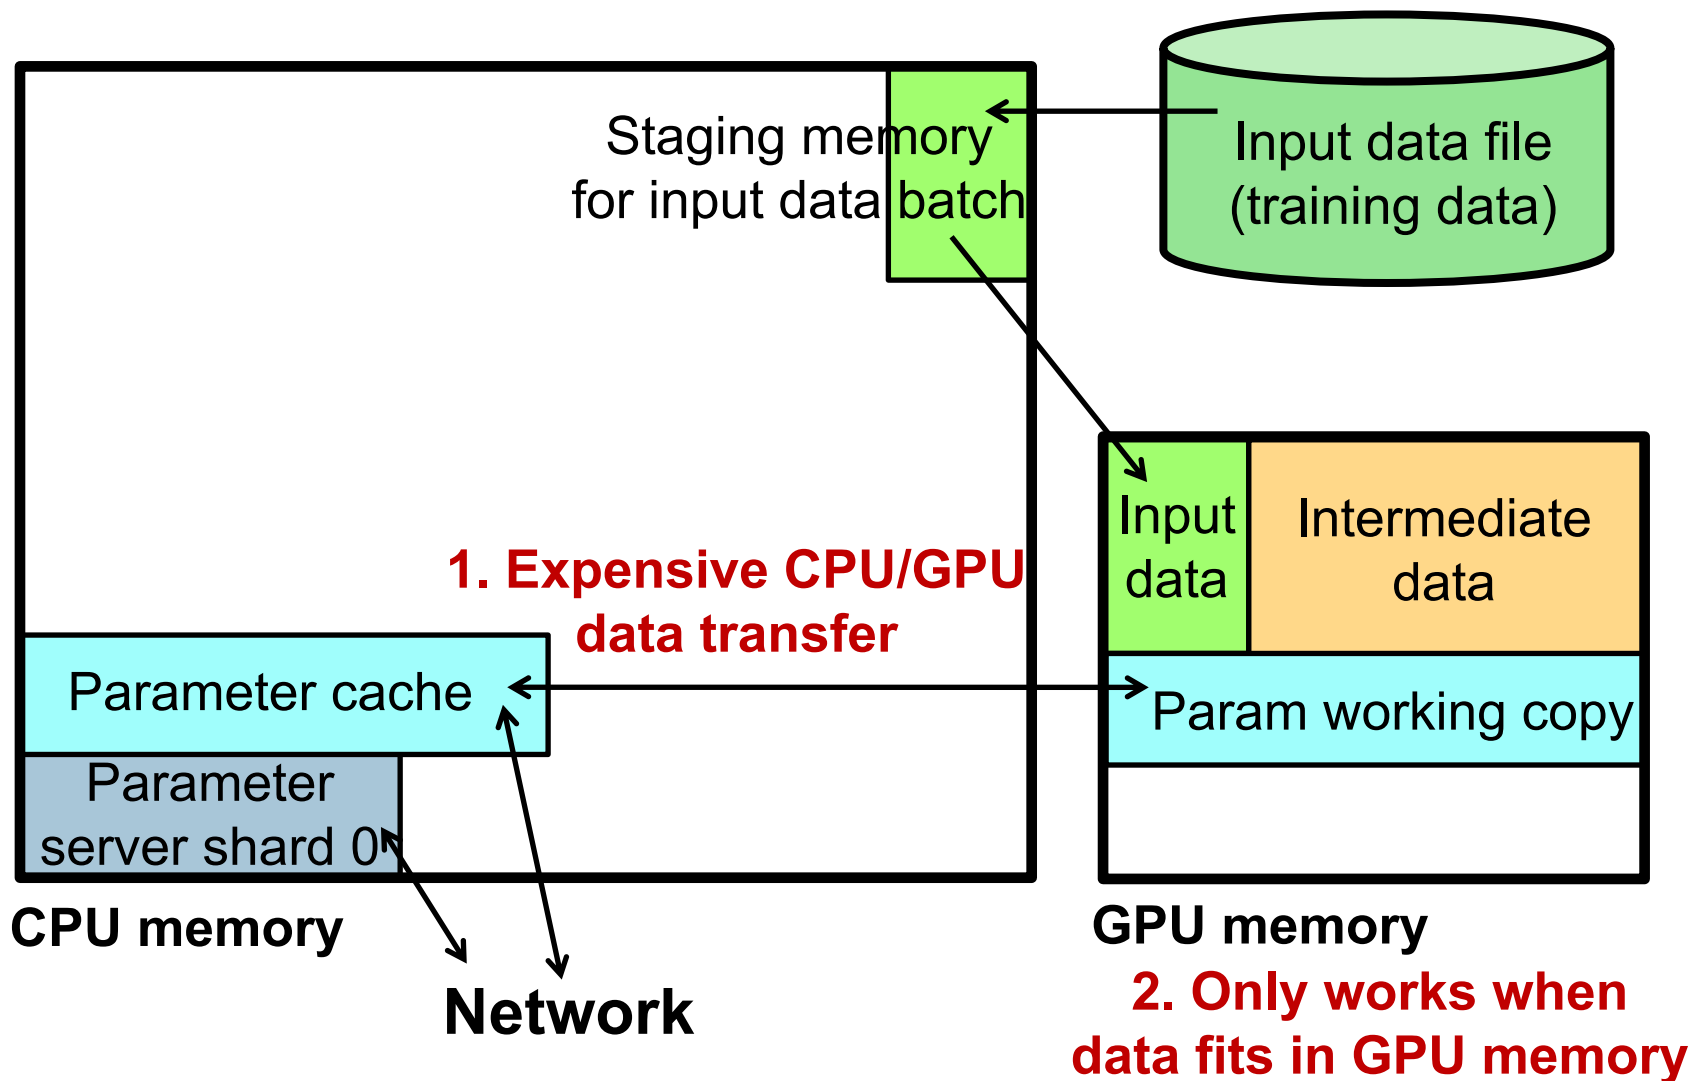 Staging memory
for input data batch
Input data file
(training data)
Input
data
Intermediate
data
1. Expensive CPU/GPU
data transfer
Parameter cache
Param working copy
Parameter
server shard 0
CPU memory
GPU memory
Network
2. Only works when
data fits in GPU memory